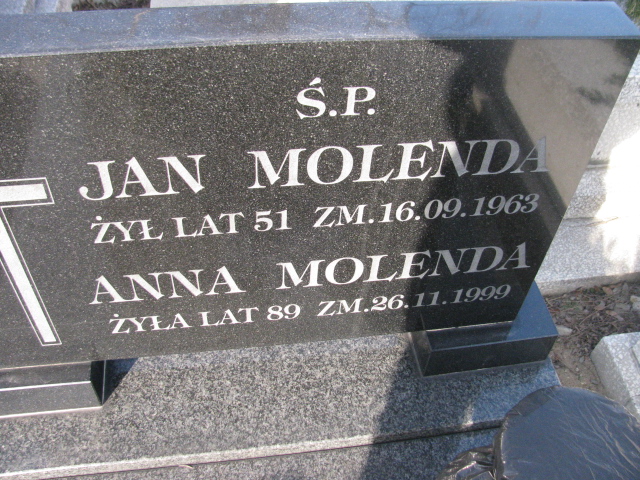 Ś.P.
JAN MOLENDA
ŻYŁ LAT 51 ZM.16.09.1963
ANNA MOLENDA
ŻYŁA LAT 89 ZM.26.11.1999